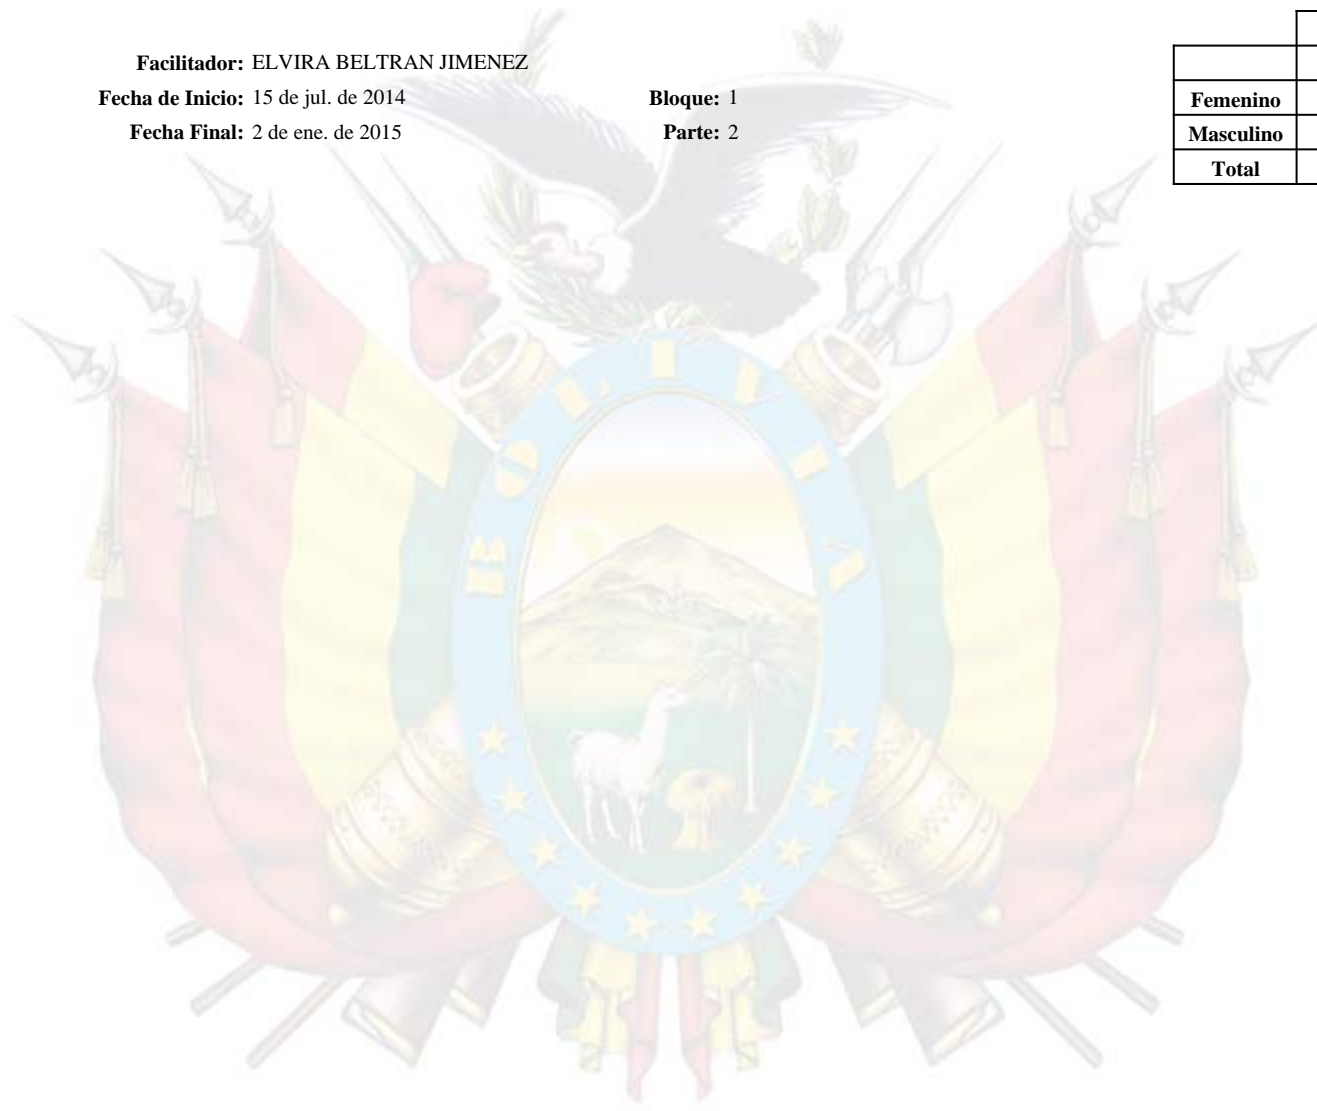 Facilitador: ELVIRA BELTRAN JIMENEZ
Fecha de Inicio: 15 de jul. de 2014 Bloque: 1
Fecha Final: 2 de ene. de 2015 Parte: 2
Femenino
Masculino
Total
BOLIVIA